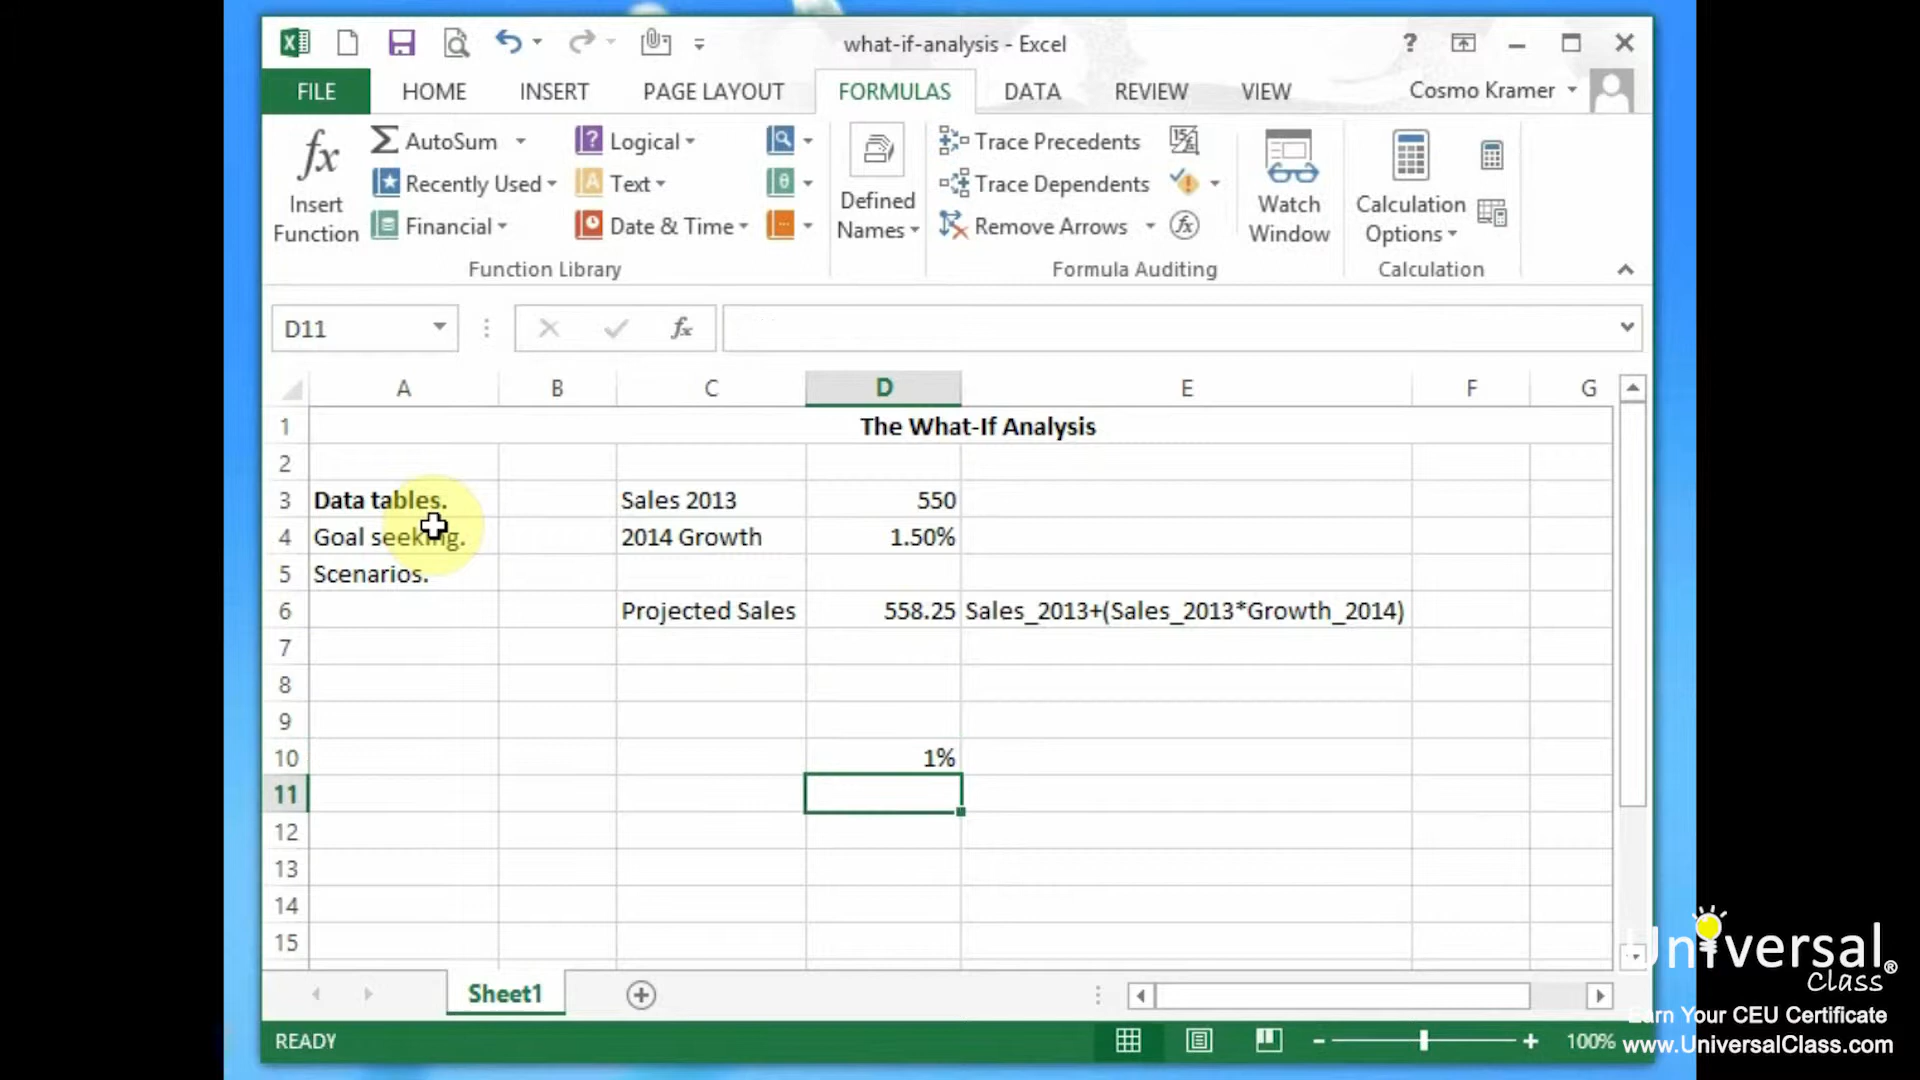 what-if-analysis - Excel
?
FILE HOME INSERT PAGE LAYOUT FORMULAS DATA REVIEW VIEW Cosmo Kramer
fx Insert Function
Σ AutoSum
Recently Used
Financial
? Logical
A Text
Date & Time
θ
Function Library
Defined Names
Trace Precedents
Trace Dependents
Remove Arrows
15
fx
Formula Auditing
Watch Window
Calculation Options
Calculation
D11 fx
A B C D E F G
1 The What-If Analysis
2
3 Data tables. Sales 2013 550
4 Goal seeking. 2014 Growth 1.50%
5 Scenarios.
6 Projected Sales 558.25 Sales_2013+(Sales_2013*Growth_2014)
7
8
9
10 1%
11
12
13
14
15
Sheet1
READY 100%
Universal
Class®
Earn Your CEU Certificate
www.UniversalClass.com